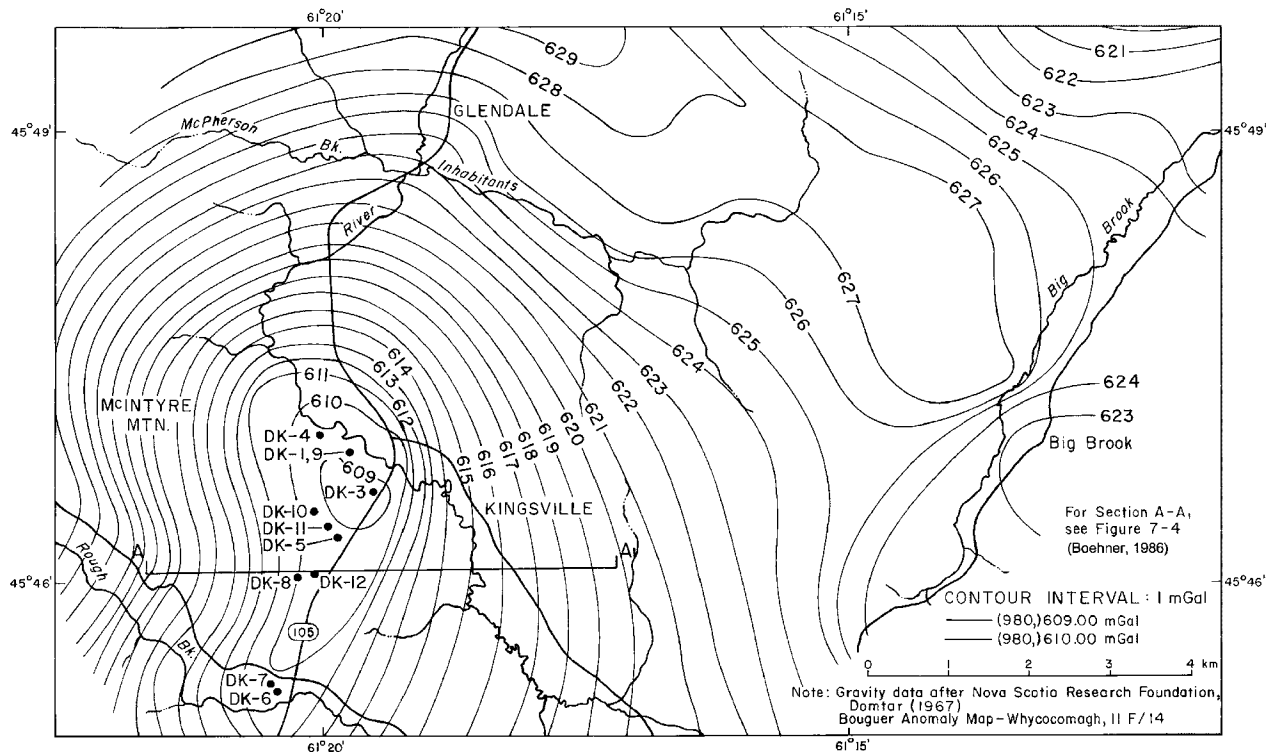 61°20'
61°15'
629
628
621
622
623
624
625
626
627
GLENDALE
45°49'
45°49'
McPherson
Bk.
Inhabitants
River
Brook
Big
627
626
625
624
623
622
621
620
619
618
617
616
615
614
613
612
611
610
609
624
623
McINTYRE
MTN.
DK-4
DK-1,9
DK-3
DK-10
DK-11
DK-5
KINGSVILLE
Big Brook
For Section A-A,
see Figure 7-4
(Boehner, 1986)
A
A'
Rough
Bk.
45°46'
45°46'
DK-8
DK-12
105
DK-7
DK-6
CONTOUR INTERVAL: 1 mGal
(980,)609.00 mGal
(980,)610.00 mGal
0 1 2 3 4 km
Note: Gravity data after Nova Scotia Research Foundation,
Domtar (1967)
Bouguer Anomaly Map-Whycocomagh, 11 F/14
61°20'
61°15'